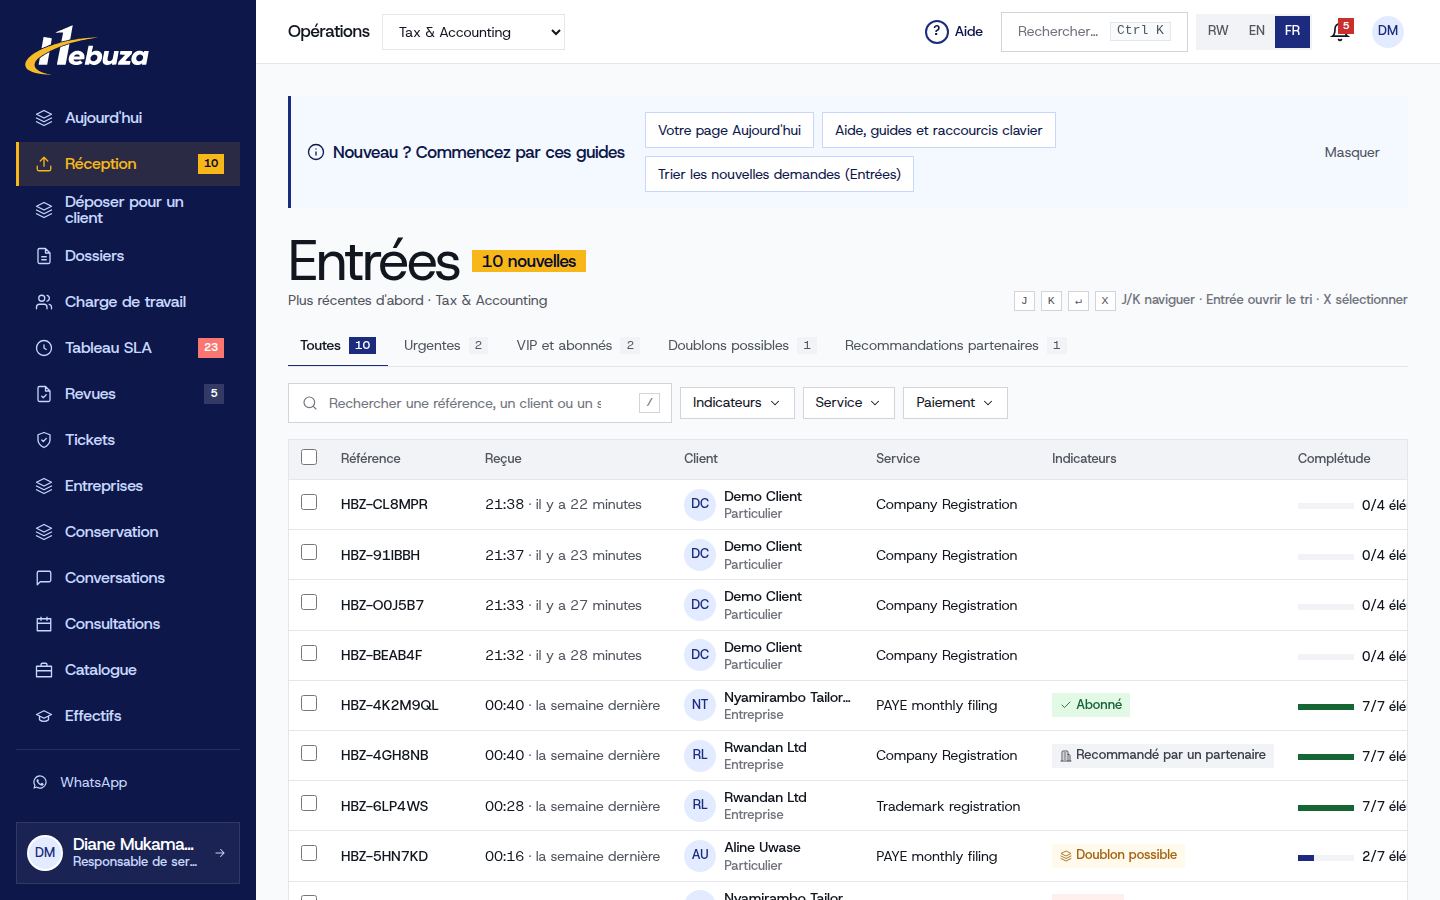 Hebuza
Aujourd'hui
Réception 10
Déposer pour un
client
Dossiers
Charge de travail
Tableau SLA 23
Revues 5
Tickets
Entreprises
Conservation
Conversations
Consultations
Catalogue
Effectifs
WhatsApp
DM Diane Mukama...
Responsable de ser...
Opérations Tax & Accounting
? Aide Rechercher... Ctrl K RW EN FR 5 DM
Nouveau ? Commencez par ces guides
Votre page Aujourd'hui Aide, guides et raccourcis clavier
Trier les nouvelles demandes (Entrées)
Masquer
Entrées 10 nouvelles
Plus récentes d'abord · Tax & Accounting
J K ↵ X J/K naviguer · Entrée ouvrir le tri · X sélectionner
Toutes 10 Urgentes 2 VIP et abonnés 2 Doublons possibles 1 Recommandations partenaires 1
Rechercher une référence, un client ou un s / Indicateurs Service Paiement
Référence Reçue Client Service Indicateurs Complétude
HBZ-CL8MPR 21:38 · il y a 22 minutes DC Demo Client Company Registration 0/4 élé
Particulier
HBZ-91IBBH 21:37 · il y a 23 minutes DC Demo Client Company Registration 0/4 élé
Particulier
HBZ-O0J5B7 21:33 · il y a 27 minutes DC Demo Client Company Registration 0/4 élé
Particulier
HBZ-BEAB4F 21:32 · il y a 28 minutes DC Demo Client Company Registration 0/4 élé
Particulier
HBZ-4K2M9QL 00:40 · la semaine dernière NT Nyamirambo Tailor... PAYE monthly filing Abonné 7/7 élé
Entreprise
HBZ-4GH8NB 00:40 · la semaine dernière RL Rwandan Ltd Company Registration Recommandé par un partenaire 7/7 élé
Entreprise
HBZ-6LP4WS 00:28 · la semaine dernière RL Rwandan Ltd Trademark registration 7/7 élé
Entreprise
HBZ-5HN7KD 00:16 · la semaine dernière AU Aline Uwase PAYE monthly filing Doublon possible 2/7 élé
Particulier
Nyamirambo Tailor...